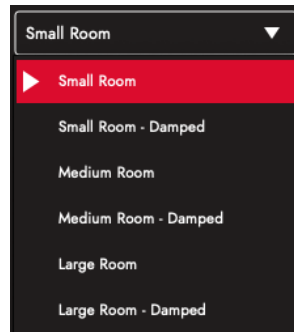 Small Room
Small Room
Small Room - Damped
Medium Room
Medium Room - Damped
Large Room
Large Room - Damped